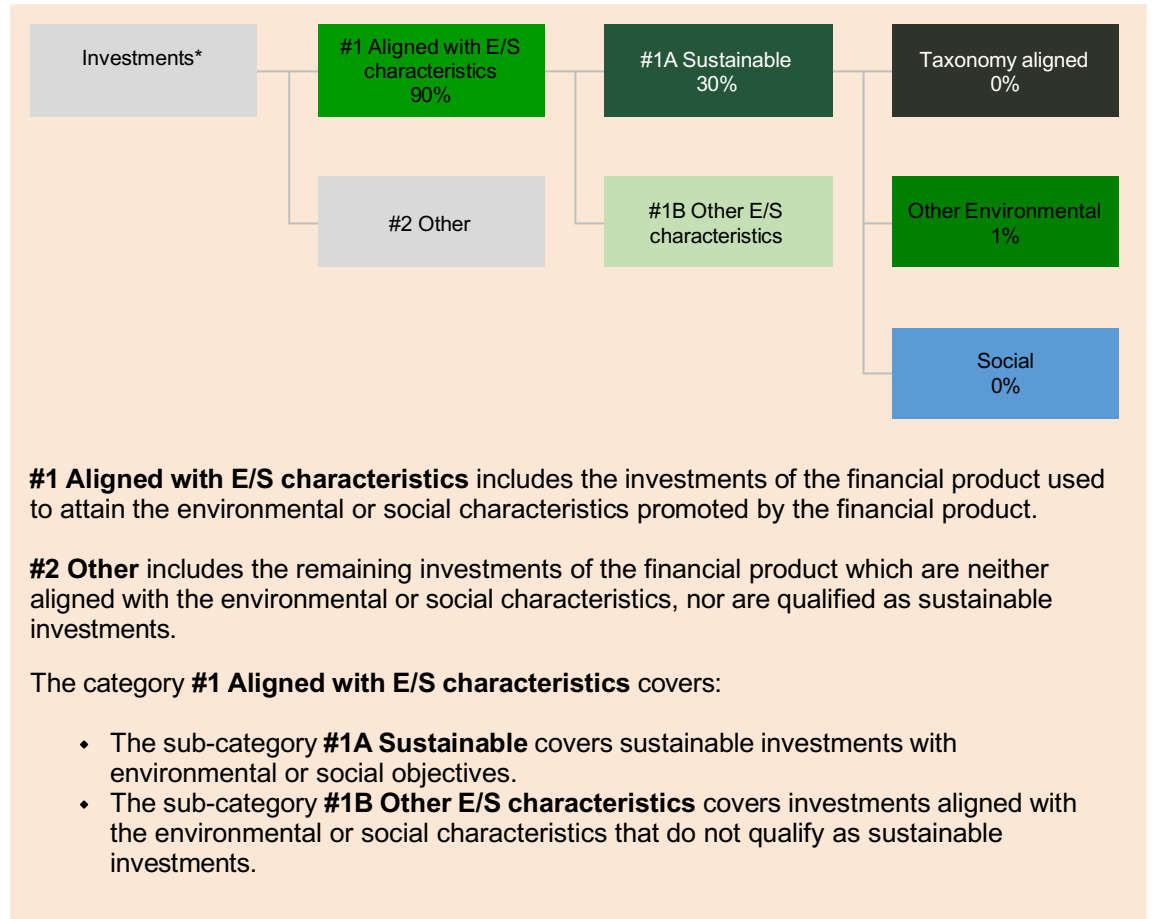 Investments*
#1 Aligned with E/S
characteristics
90%
#1A Sustainable
30%
Taxonomy aligned
0%
#2 Other
#1B Other E/S
characteristics
Other Environmental
1%
Social
0%
#1 Aligned with E/S characteristics includes the investments of the financial product used
to attain the environmental or social characteristics promoted by the financial product.
#2 Other includes the remaining investments of the financial product which are neither
aligned with the environmental or social characteristics, nor are qualified as sustainable
investments.
The category #1 Aligned with E/S characteristics covers:
• The sub-category #1A Sustainable covers sustainable investments with
environmental or social objectives.
• The sub-category #1B Other E/S characteristics covers investments aligned with
the environmental or social characteristics that do not qualify as sustainable
investments.